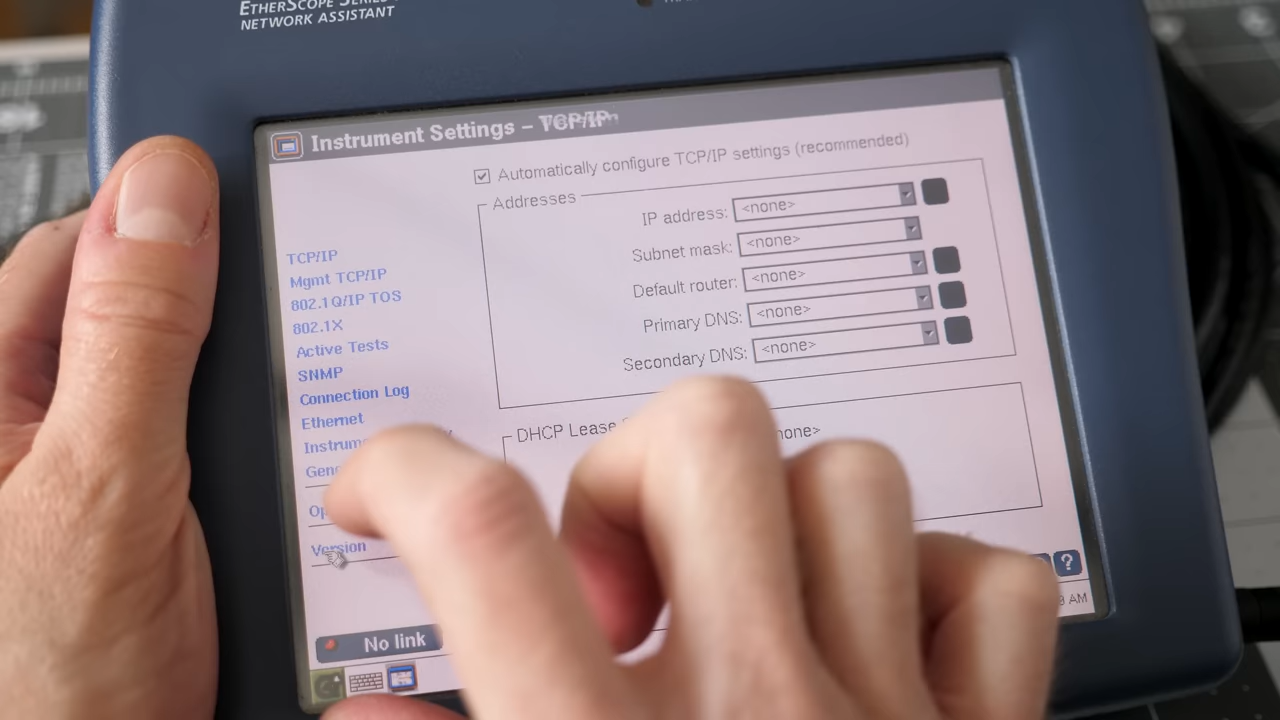 ETHERSCOPE SERIES
NETWORK ASSISTANT
Instrument Settings – TCP/IP
Automatically configure TCP/IP settings (recommended)
Addresses
IP address: <none>
Subnet mask: <none>
Default router: <none>
Primary DNS: <none>
Secondary DNS: <none>
DHCP Lease
none>
TCP/IP
Mgmt TCP/IP
802.1Q/IP TOS
802.1X
Active Tests
SNMP
Connection Log
Ethernet
Version
No link
?
9 AM